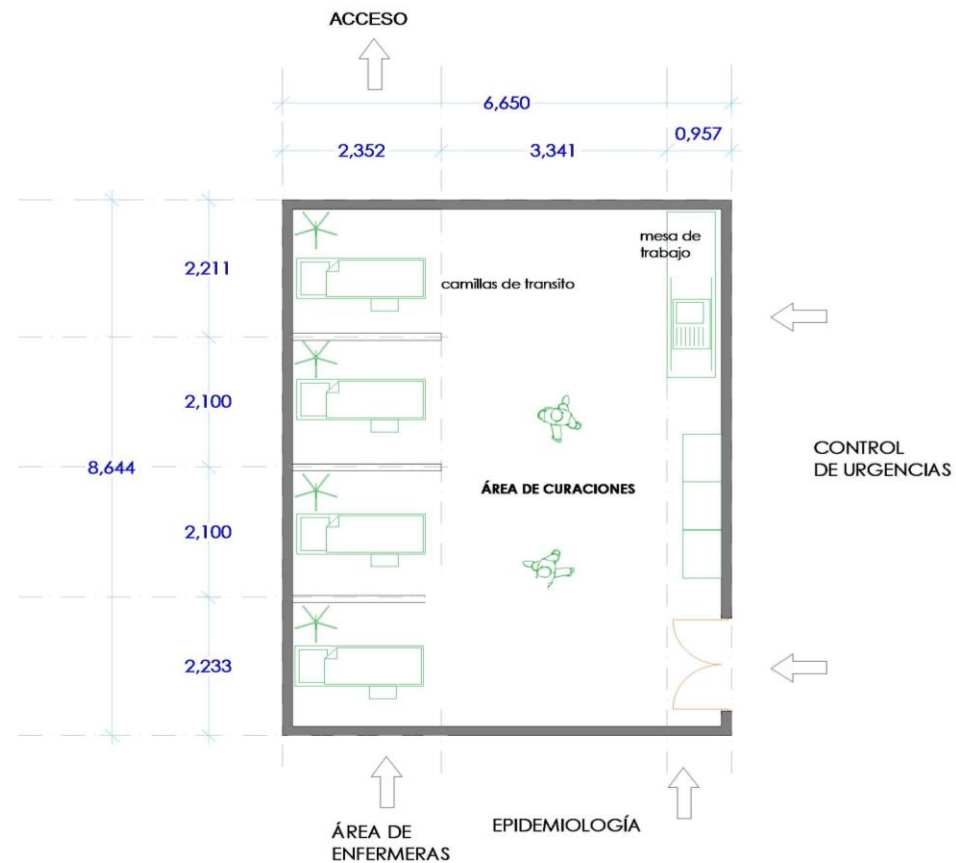 ACCESO
6,650
0,957
2,352
3,341
mesa de
trabajo
2,211
camillas de transito
2,100
8,644
CONTROL
DE URGENCIAS
ÁREA DE CURACIONES
2,100
2,233
EPIDEMIOLOGÍA
ÁREA DE
ENFERMERAS